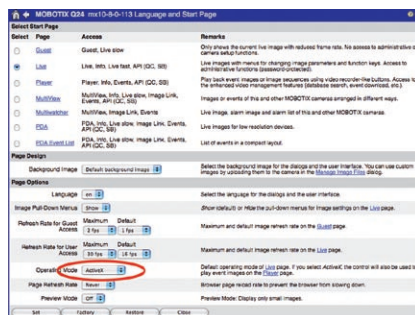 MOBOTIX Q24 mx10-8-0-113 Language and Start Page
Select Start Page
Select Page Access Remarks
Guest Guest, Live slow Only shows the current live image with reduced frame rate. No access to administrative or camera setup functions.
Live Live, Info, Live fast, API (QC, SB) Live images with menus for changing image parameters and function keys. Access to administrative functions (password-protected).
Player Player, Info, Events, API (QC, SB) Play back event images or image sequences using video recorder-like buttons. Access to the enhanced video management features (database search, event download, etc.)
MultiView MultiView, Info, Live slow, Image Link, Events, API (QC, SB) Images or events of this and other MOBOTIX cameras arranged in different ways.
Multiwatcher MultiView, Image Link, Events Live image, alarm image and alarm list of this and other MOBOTIX cameras.
PDA PDA, Info, Live slow, Image Link, Events, API (QC, SB) Live images for low resolution devices.
PDA Event List PDA, Info, Live slow, Image Link, Events, API (QC, SB) List of events in a compact layout.
Page Design
Background Image Default background image Select the background image for the dialogs and the user interface. You can use custom images by uploading them to the camera in the Manage Image Files dialog.
Page Options
Language en Select the language for the dialogs and the user interface.
Image Pull-Down Menus Show Show (default) or Hide the pull-down menus for image settings on the Live page.
Refresh Rate for Guest Access Maximum Default 2 fps 1 fps Maximum and default image refresh rate on the Guest page.
Refresh Rate for User Access Maximum Default 30 fps 16 fps Maximum and default image refresh rate on the Live page.
Operating Mode ActiveX Default operating mode of Live page. If you select ActiveX, the control will also be used to play event images on the Player page.
Page Refresh Rate Never Browser page reload rate to prevent the browser from slowing down.
Preview Mode Off Preview Mode: Display only small images.
Set Factory Restore Close